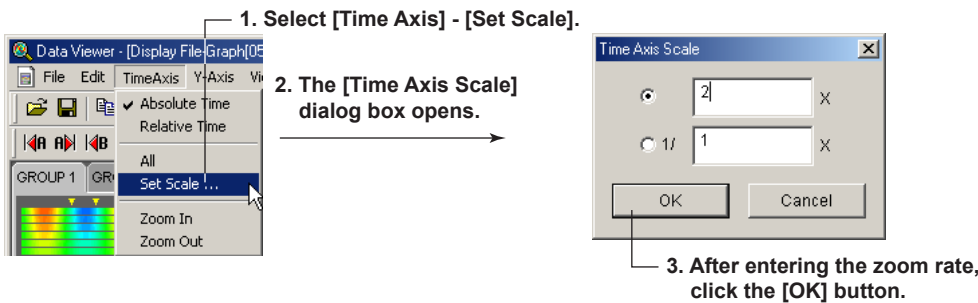 1. Select [Time Axis] - [Set Scale].
Data Viewer - [Display File-Graph[05
File Edit TimeAxis Y-Axis Vi
Absolute Time
Relative Time
All
Set Scale ...
Zoom In
Zoom Out
GROUP 1 GR
2. The [Time Axis Scale]
dialog box opens.
Time Axis Scale
2 X
1/ 1 X
OK Cancel
3. After entering the zoom rate,
click the [OK] button.